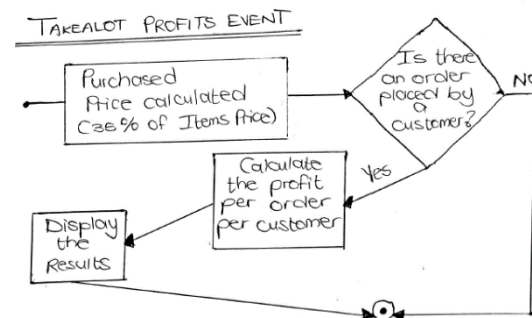 TAKEALOT PROFITS EVENT
Purchased
Price calculated
(35% of Items Price)
Is there
an order
placed by
a
customer?
No
Yes
Calculate
the profit
per order
per customer
Display
the
Results